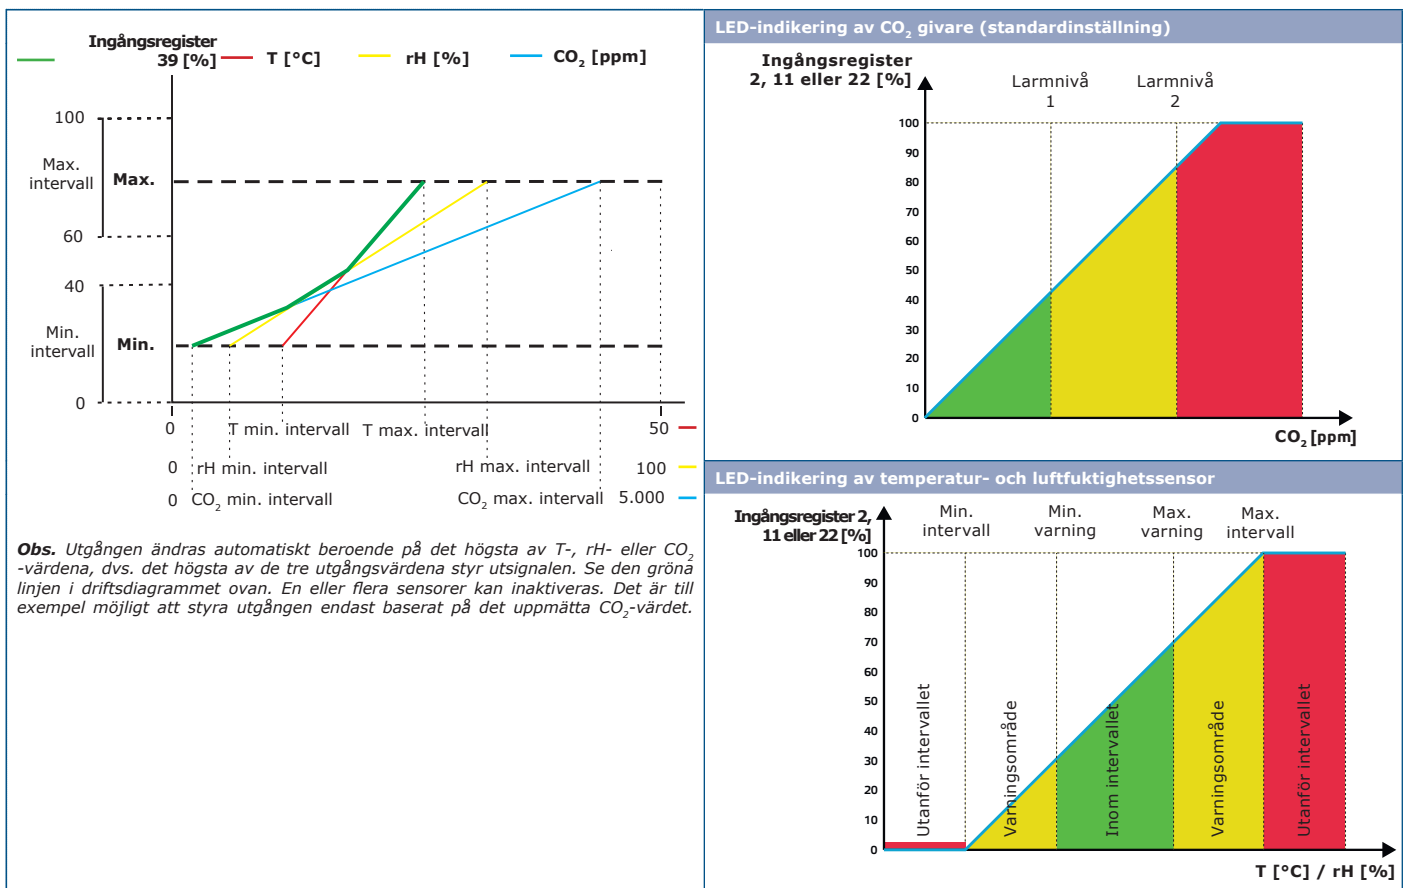 Ingångsregister
39 [%]
T [°C]
rH [%]
CO2 [ppm]
100
Max.
intervall
Max.
60
40
Min.
intervall
Min.
0
0
T min. intervall
T max. intervall
50
0
rH min. intervall
rH max. intervall
100
0
CO2 min. intervall
CO2 max. intervall
5.000
Obs. Utgången ändras automatiskt beroende på det högsta av T-, rH- eller CO2
-värdena, dvs. det högsta av de tre utgångsvärdena styr utsignalen. Se den gröna
linjen i driftsdiagrammet ovan. En eller flera sensorer kan inaktiveras. Det är till
exempel möjligt att styra utgången endast baserat på det uppmätta CO2-värdet.
LED-indikering av CO2 givare (standardinställning)
Ingångsregister
2, 11 eller 22 [%]
Larmnivå
1
Larmnivå
2
100
90
80
70
60
50
40
30
20
10
0
CO2 [ppm]
LED-indikering av temperatur- och luftfuktighetssensor
Ingångsregister 2,
11 eller 22 [%]
Min.
intervall
Min.
varning
Max.
varning
Max.
intervall
100
90
80
70
60
50
40
30
20
10
0
Utanför intervallet
Varningsområde
Inom intervallet
Varningsområde
Utanför intervallet
T [°C] / rH [%]